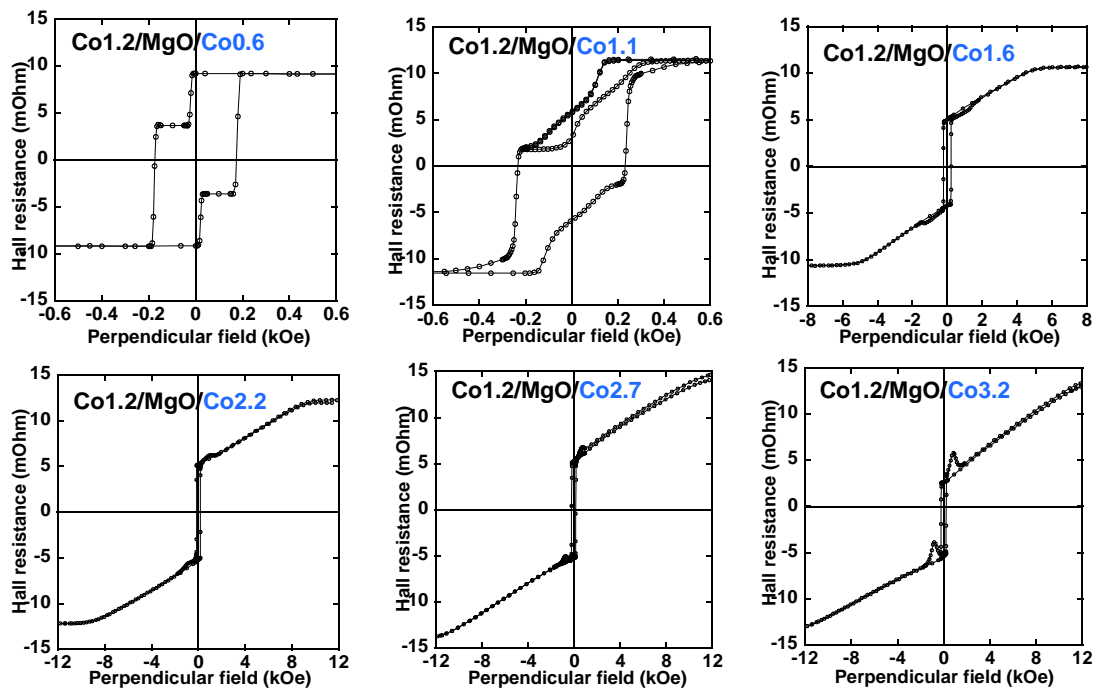 Co1.2/MgO/Co0.6
Hall resistance (mOhm)
15
10
5
0
-5
-10
-15
-0.6 -0.4 -0.2 0 0.2 0.4 0.6
Perpendicular field (kOe)
Co1.2/MgO/Co1.1
Hall resistance (mOhm)
15
10
5
0
-5
-10
-15
-0.6 -0.4 -0.2 0 0.2 0.4 0.6
Perpendicular field (kOe)
Co1.2/MgO/Co1.6
Hall resistance (mOhm)
15
10
5
0
-5
-10
-15
-8 -6 -4 -2 0 2 4 6 8
Perpendicular field (kOe)
Co1.2/MgO/Co2.2
Hall resistance (mOhm)
15
10
5
0
-5
-10
-15
-12 -8 -4 0 4 8 12
Perpendicular field (kOe)
Co1.2/MgO/Co2.7
Hall resistance (mOhm)
15
10
5
0
-5
-10
-15
-12 -8 -4 0 4 8 12
Perpendicular field (kOe)
Co1.2/MgO/Co3.2
Hall resistance (mOhm)
15
10
5
0
-5
-10
-15
-12 -8 -4 0 4 8 12
Perpendicular field (kOe)